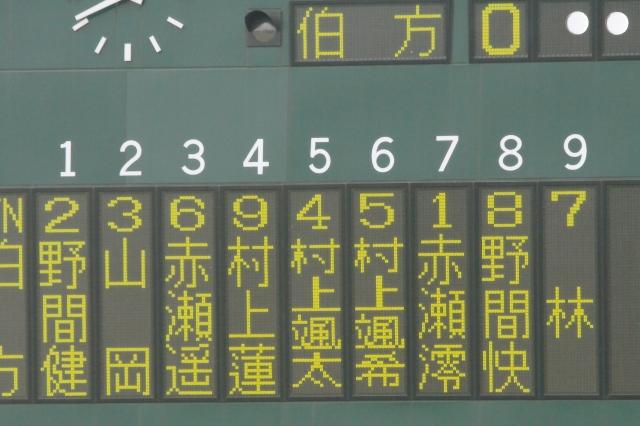 伯方 0
1 2 3 4 5 6 7 8 9
N 2 3 6 9 4 5 1 8 7
伯方
野間健
山岡
赤瀬遥
村上蓮
村上颯太
村上颯希
赤瀬澪
野間快
林